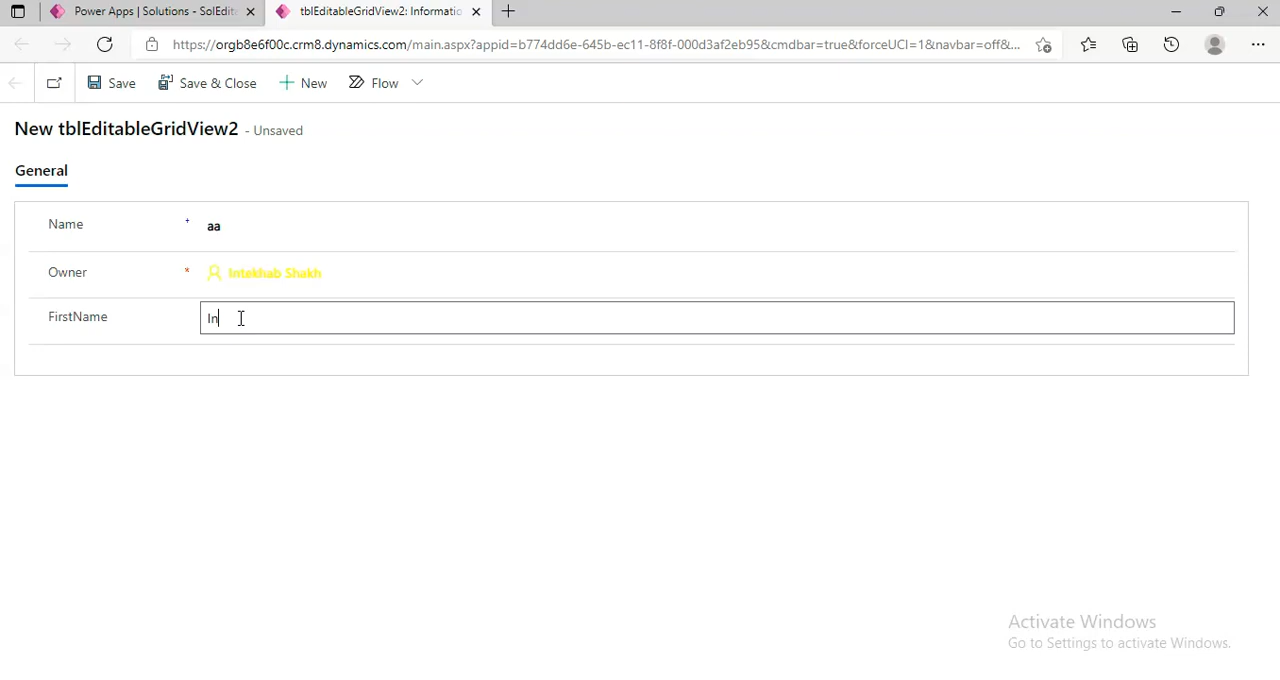 Power Apps | Solutions - SolEdit
tblEditableGridView2: Informatio
https://orgb8e6f00c.crm8.dynamics.com/main.aspx?appid=b774dd6e-645b-ec11-8f8f-000d3af2eb95&cmdbar=true&forceUCI=1&navbar=off&...
Save
Save & Close
New
Flow
New tblEditableGridView2 - Unsaved
General
Name + aa
Owner * Intekhab Shakh
FirstName In
Activate Windows
Go to Settings to activate Windows.